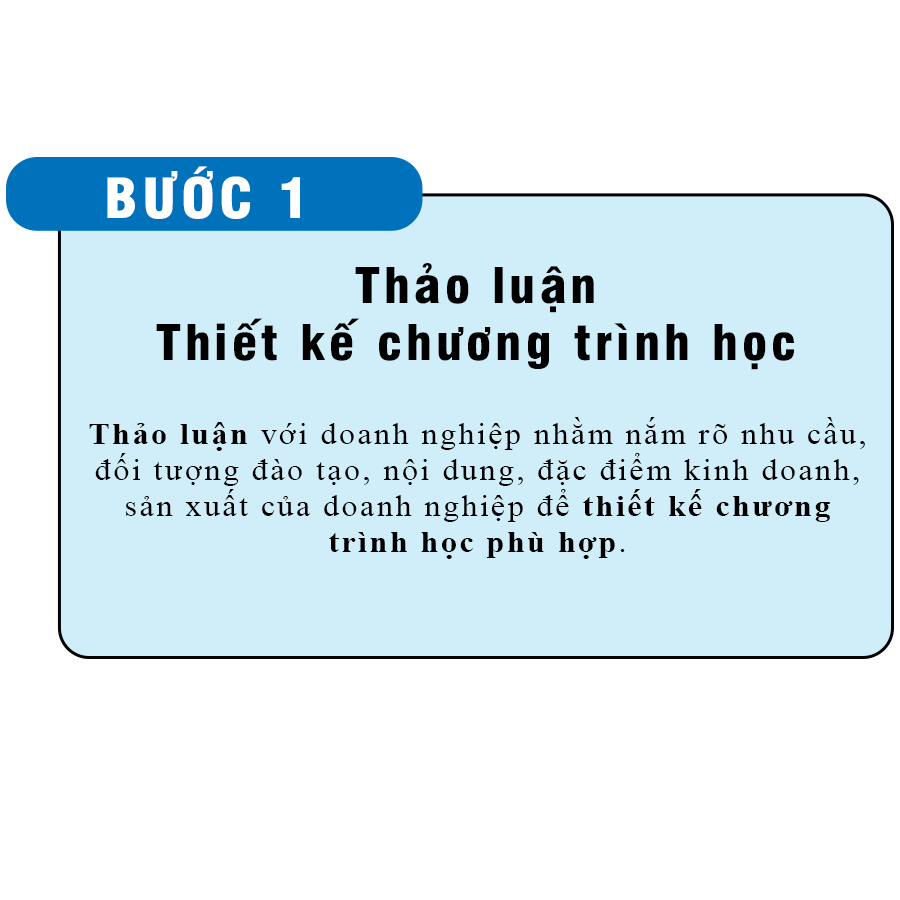 BƯỚC 1
Thảo luận
Thiết kế chương trình học
Thảo luận với doanh nghiệp nhằm nắm rõ nhu cầu,
đối tượng đào tạo, nội dung, đặc điểm kinh doanh,
sản xuất của doanh nghiệp để thiết kế chương
trình học phù hợp.